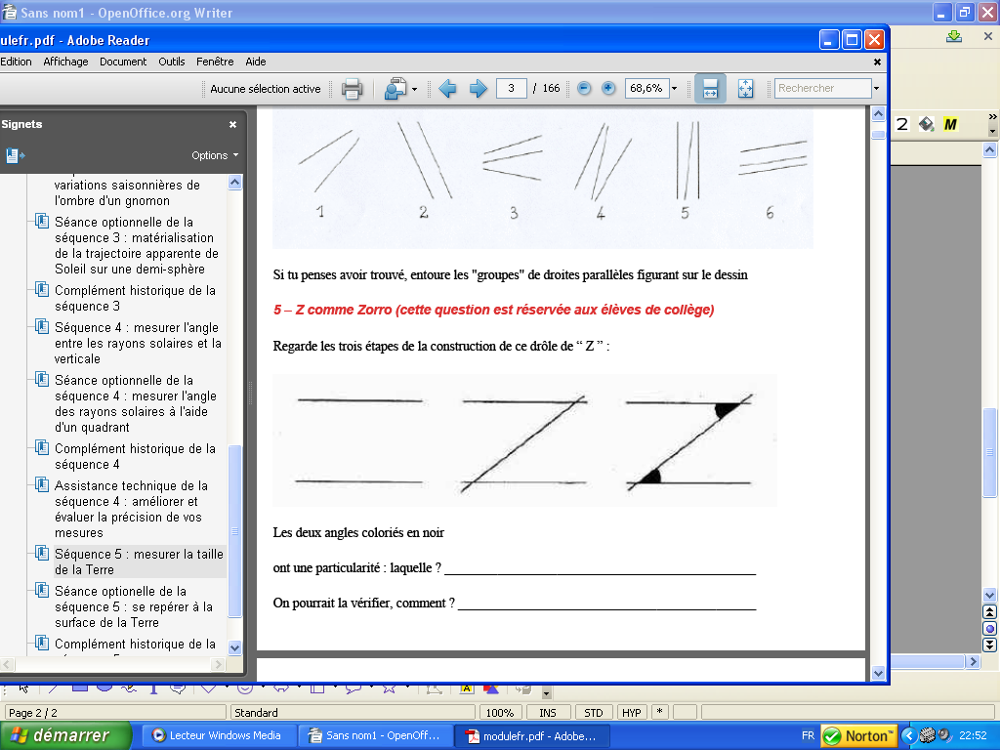 Sans nom1 - OpenOffice.org Writer
ulefr.pdf - Adobe Reader
Edition Affichage Document Outils Fenêtre Aide
Aucune sélection active 3 / 166 68,6% Rechercher
Signets
Options
variations saisonnières de
l'ombre d'un gnomon
Séance optionnelle de la
séquence 3 : matérialisation
de la trajectoire apparente de
Soleil sur une demi-sphère
Complément historique de la
séquence 3
Séquence 4 : mesurer l'angle
entre les rayons solaires et la
verticale
Séance optionnelle de la
séquence 4 : mesurer l'angle
des rayons solaires à l'aide
d'un quadrant
Complément historique de la
séquence 4
Assistance technique de la
séquence 4 : améliorer et
évaluer la précision de vos
mesures
Séquence 5 : mesurer la taille
de la Terre
Séance optionelle de la
séquence 5 : se repérer à la
surface de la Terre
Complément historique de la
1 2 3 4 5 6
Si tu penses avoir trouvé, entoure les "groupes" de droites parallèles figurant sur le dessin
5 – Z comme Zorro (cette question est réservée aux élèves de collège)
Regarde les trois étapes de la construction de ce drôle de “ Z ” :
Les deux angles coloriés en noir
ont une particularité : laquelle ?
On pourrait la vérifier, comment ?
Page 2 / 2 Standard 100% INS STD HYP *
démarrer Lecteur Windows Media Sans nom1 - OpenOff... modulefr.pdf - Adobe... FR Norton™ 22:52